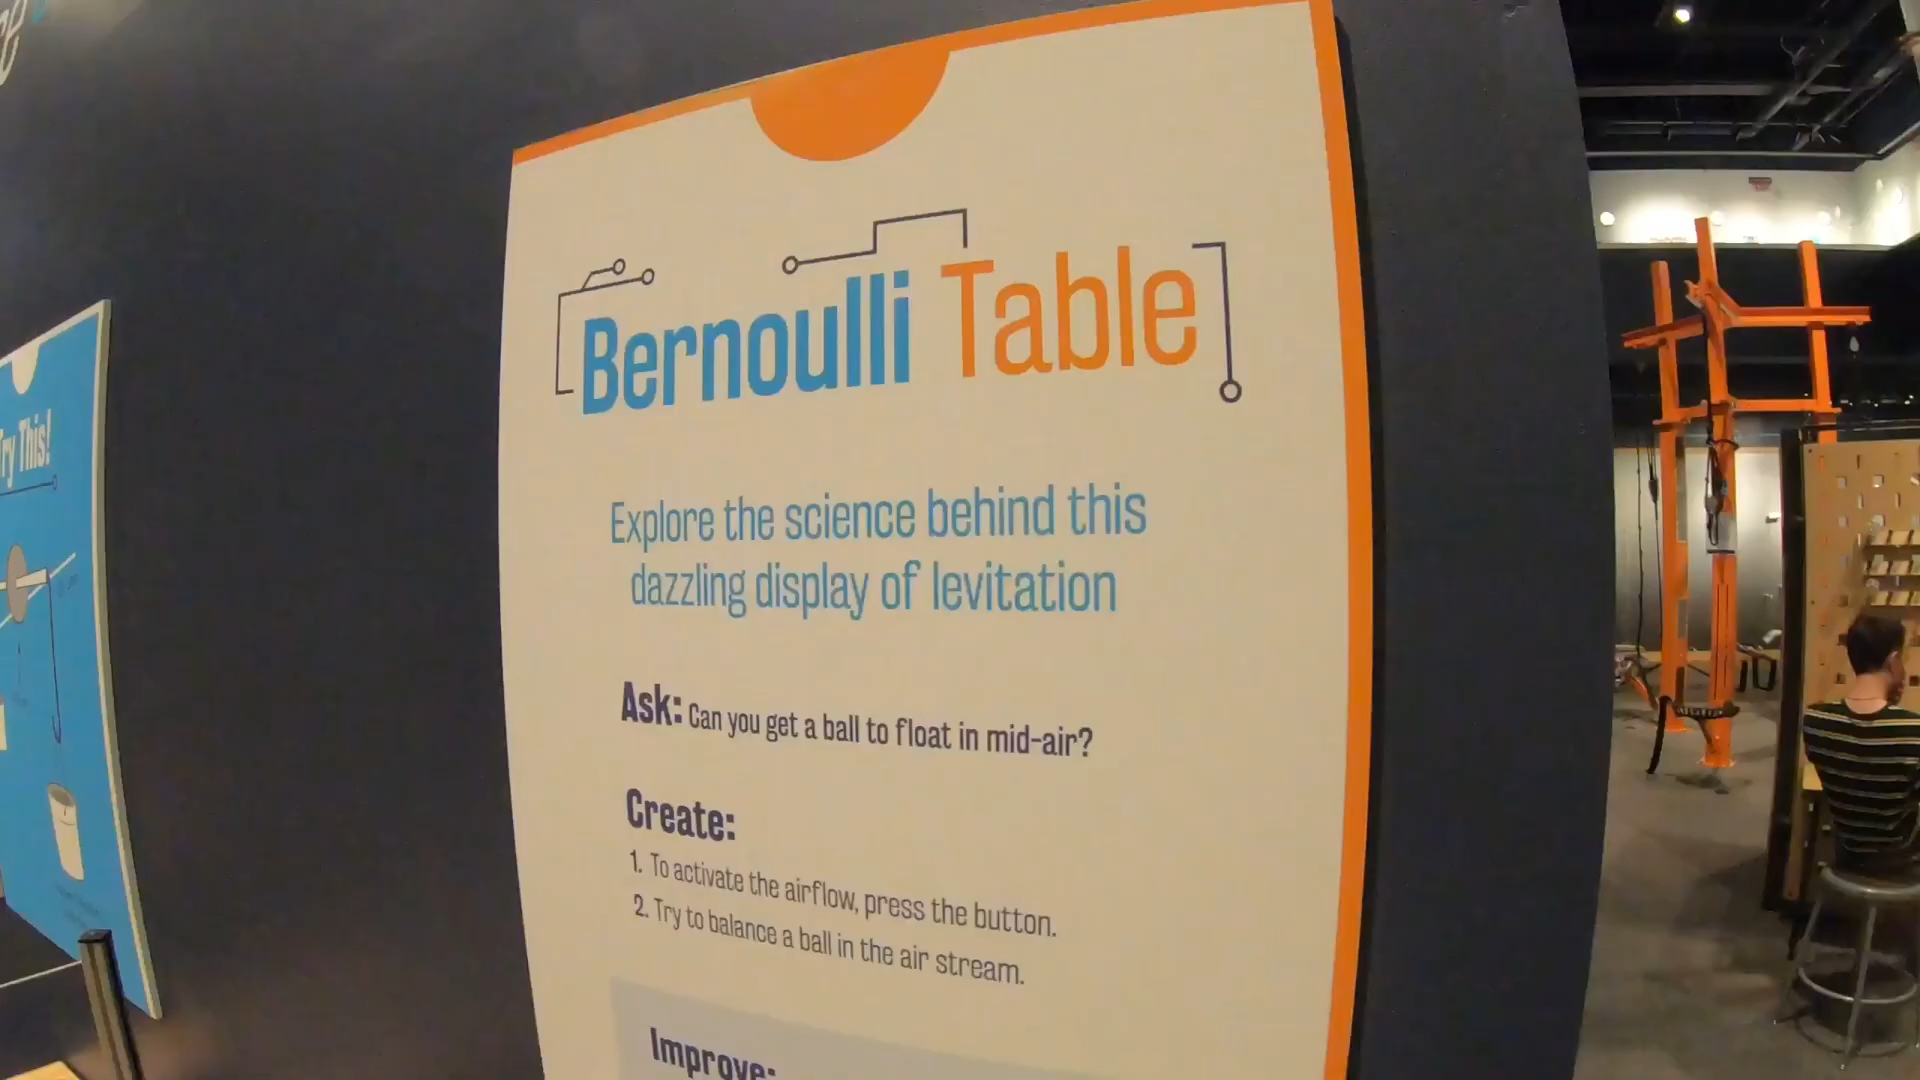 Try This!
Bernoulli Table
Explore the science behind this
dazzling display of levitation
Ask: Can you get a ball to float in mid-air?
Create:
1. To activate the airflow, press the button.
2. Try to balance a ball in the air stream.
Improve: